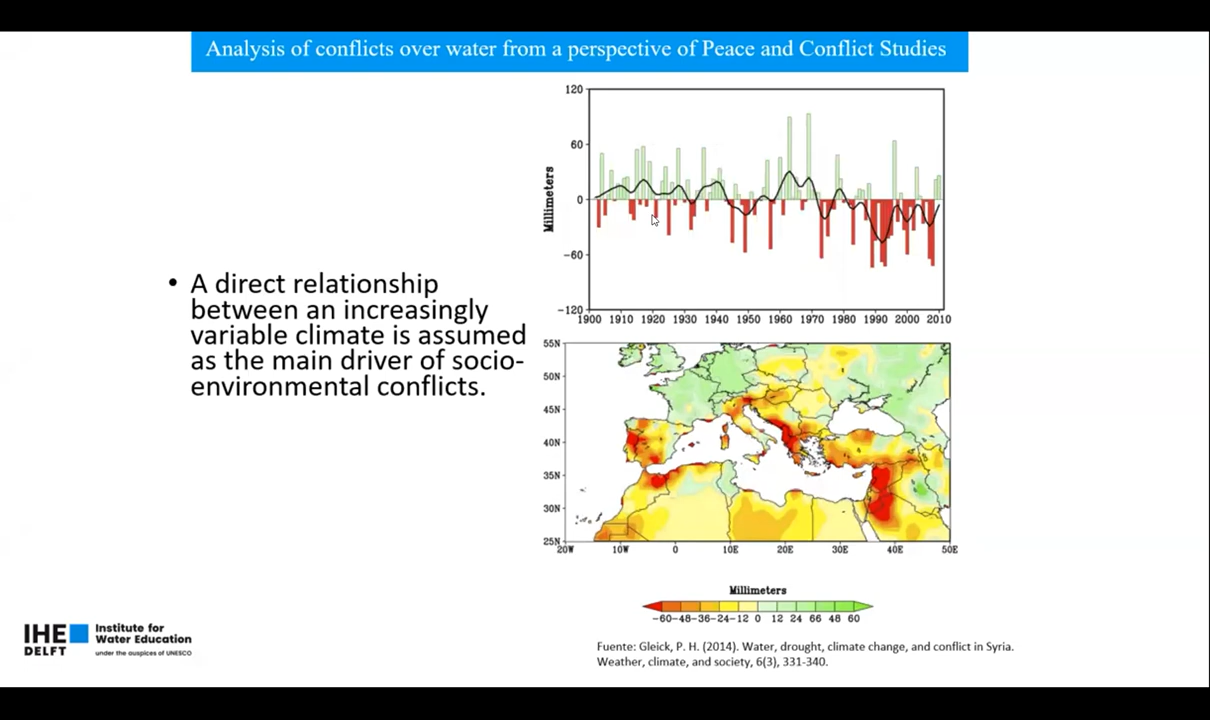 Analysis of conflicts over water from a perspective of Peace and Conflict Studies
• A direct relationship
between an increasingly
variable climate is assumed
as the main driver of socio-
environmental conflicts.
Millimeters
120
60
0
−60
−120
1900 1910 1920 1930 1940 1950 1960 1970 1980 1990 2000 2010
55N
50N
45N
40N
35N
30N
25N
20W 10W 0 10E 20E 30E 40E 50E
Millimeters
−60−48−36−24−12 0 12 24 66 48 60
IHE
DELFT
Institute for
Water Education
under the auspices of UNESCO
Fuente: Gleick, P. H. (2014). Water, drought, climate change, and conflict in Syria.
Weather, climate, and society, 6(3), 331-340.